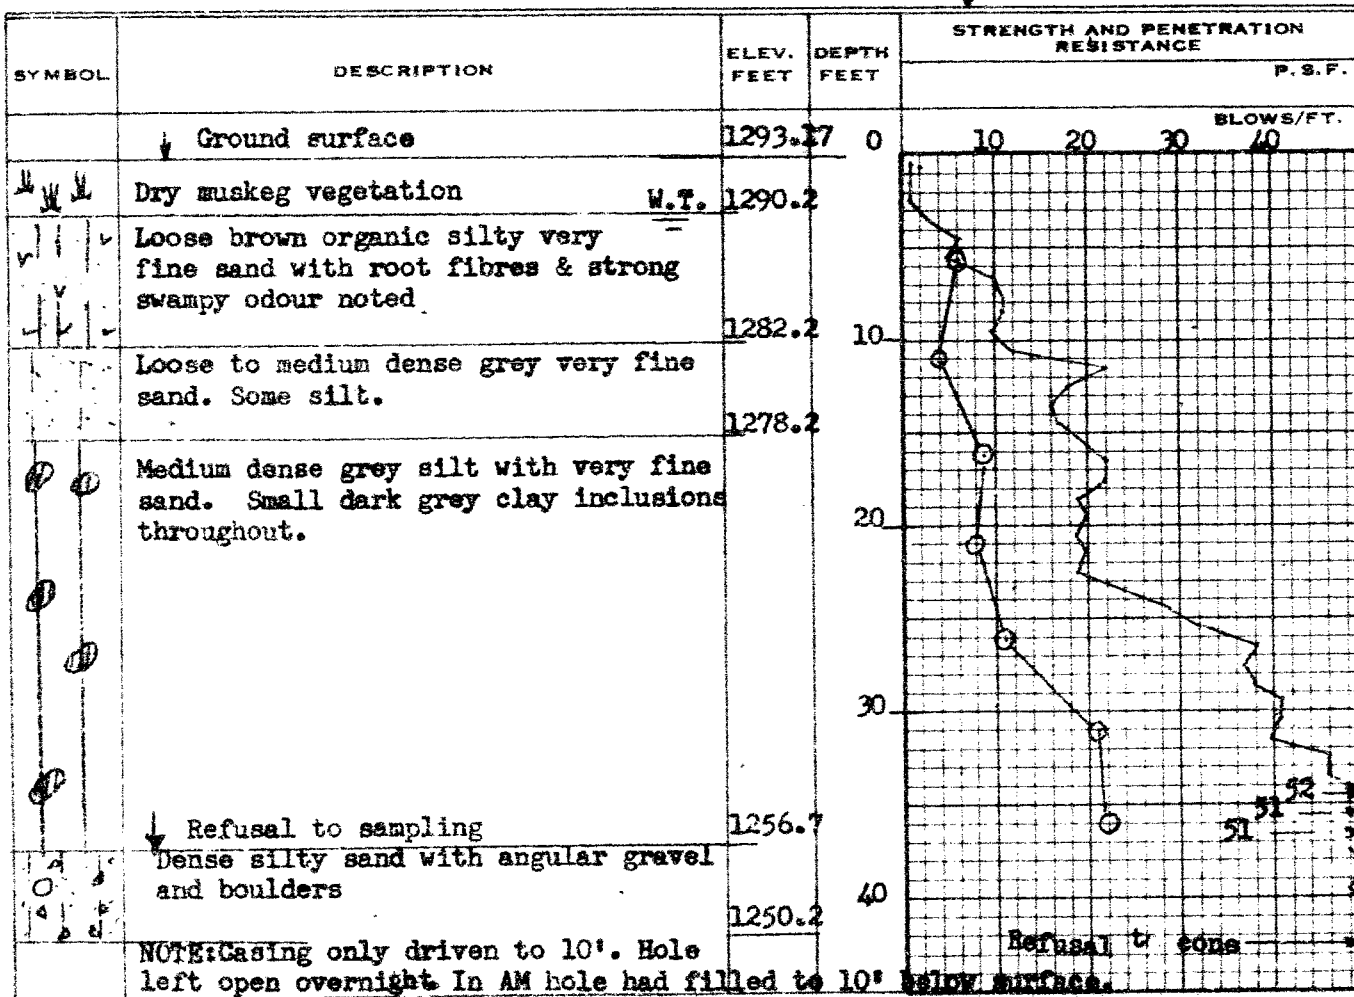 STRENGTH AND PENETRATION
RESISTANCE
SYMBOL DESCRIPTION ELEV. FEET DEPTH FEET
P.S.F.
BLOWS/FT.
Ground surface 1293.17 0 10 20 30 40
Dry muskeg vegetation W.T. 1290.2
Loose brown organic silty very
fine sand with root fibres & strong
swampy odour noted
1282.2 10
Loose to medium dense grey very fine
sand. Some silt.
1278.2
Medium dense grey silt with very fine
sand. Small dark grey clay inclusions
throughout.
20
30
52
51
51
Refusal to sampling 1256.7
Dense silty sand with angular gravel
and boulders
40
1250.2
Refusal t cone
NOTE:Casing only driven to 10'. Hole
left open overnight. In AM hole had filled to 10' below surface.